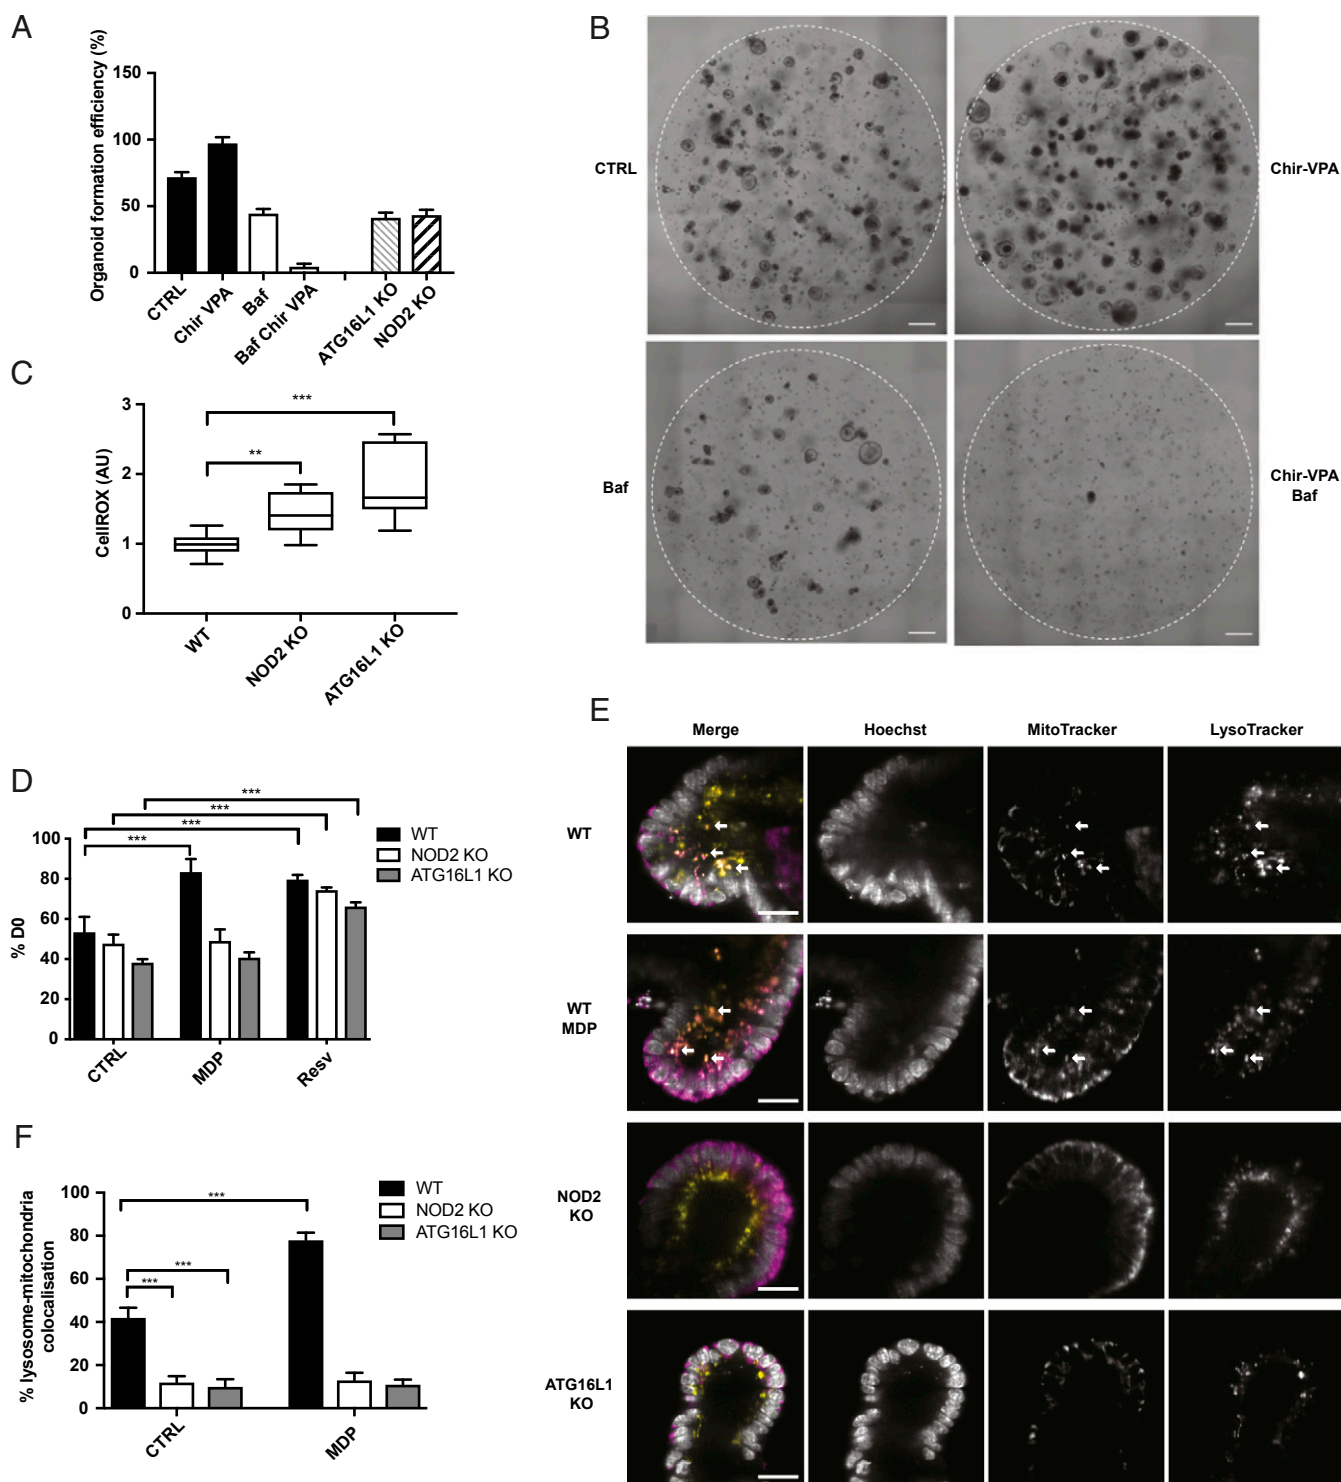 A
Organoid formation efficiency (%)
150
100
50
0
CTRL
Chir VPA
Baf
Baf Chir VPA
ATG16L1 KO
NOD2 KO
B
CTRL
Chir-VPA
Baf
Chir-VPA
Baf
C
CellROX (AU)
3
2
1
0
***
**
WT
NOD2 KO
ATG16L1 KO
D
% D0
100
80
60
40
20
0
***
***
***
***
WT
NOD2 KO
ATG16L1 KO
CTRL
MDP
Resv
E
Merge
Hoechst
MitoTracker
LysoTracker
WT
WT
MDP
NOD2
KO
ATG16L1
KO
F
% lysosome-mitochondria
colocalisation
100
80
60
40
20
0
***
***
***
WT
NOD2 KO
ATG16L1 KO
CTRL
MDP